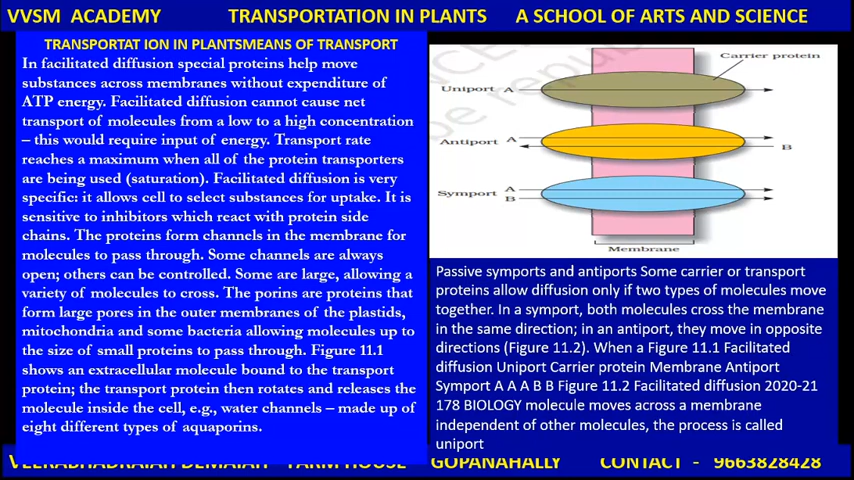 VVSM ACADEMY TRANSPORTATION IN PLANTS A SCHOOL OF ARTS AND SCIENCE
TRANSPORTAT ION IN PLANTSMEANS OF TRANSPORT
In facilitated diffusion special proteins help move
substances across membranes without expenditure of
ATP energy. Facilitated diffusion cannot cause net
transport of molecules from a low to a high concentration
– this would require input of energy. Transport rate
reaches a maximum when all of the protein transporters
are being used (saturation). Facilitated diffusion is very
specific: it allows cell to select substances for uptake. It is
sensitive to inhibitors which react with protein side
chains. The proteins form channels in the membrane for
molecules to pass through. Some channels are always
open; others can be controlled. Some are large, allowing a
variety of molecules to cross. The porins are proteins that
form large pores in the outer membranes of the plastids,
mitochondria and some bacteria allowing molecules up to
the size of small proteins to pass through. Figure 11.1
shows an extracellular molecule bound to the transport
protein; the transport protein then rotates and releases the
molecule inside the cell, e.g., water channels – made up of
eight different types of aquaporins.
Carrier protein
Uniport A
Antiport A
B
Symport A
B
Membrane
Passive symports and antiports Some carrier or transport
proteins allow diffusion only if two types of molecules move
together. In a symport, both molecules cross the membrane
in the same direction; in an antiport, they move in opposite
directions (Figure 11.2). When a Figure 11.1 Facilitated
diffusion Uniport Carrier protein Membrane Antiport
Symport A A A B B Figure 11.2 Facilitated diffusion 2020-21
178 BIOLOGY molecule moves across a membrane
independent of other molecules, the process is called
uniport
VEERABHADRAIAH DEMAIAH FARM HOUSE GOPANAHALLY CONTACT - 9663828428